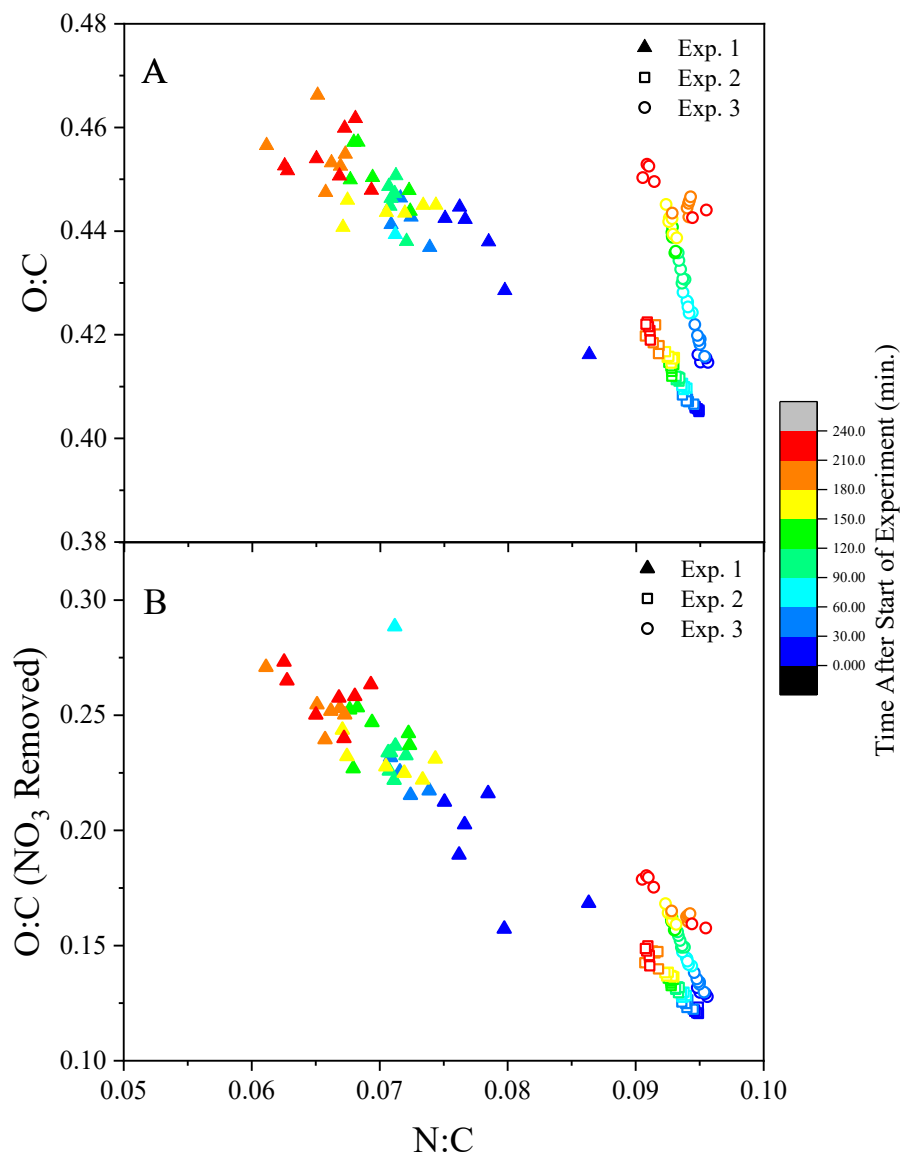 0.48
A
Exp. 1
Exp. 2
Exp. 3
0.46
0.44
O:C
0.42
0.40
0.38
B
Exp. 1
Exp. 2
Exp. 3
0.30
0.25
O:C (NO3 Removed)
0.20
0.15
0.10
0.05 0.06 0.07 0.08 0.09 0.10
N:C
240.0
210.0
180.0
150.0
120.0
90.00
60.00
30.00
0.000
Time After Start of Experiment (min.)